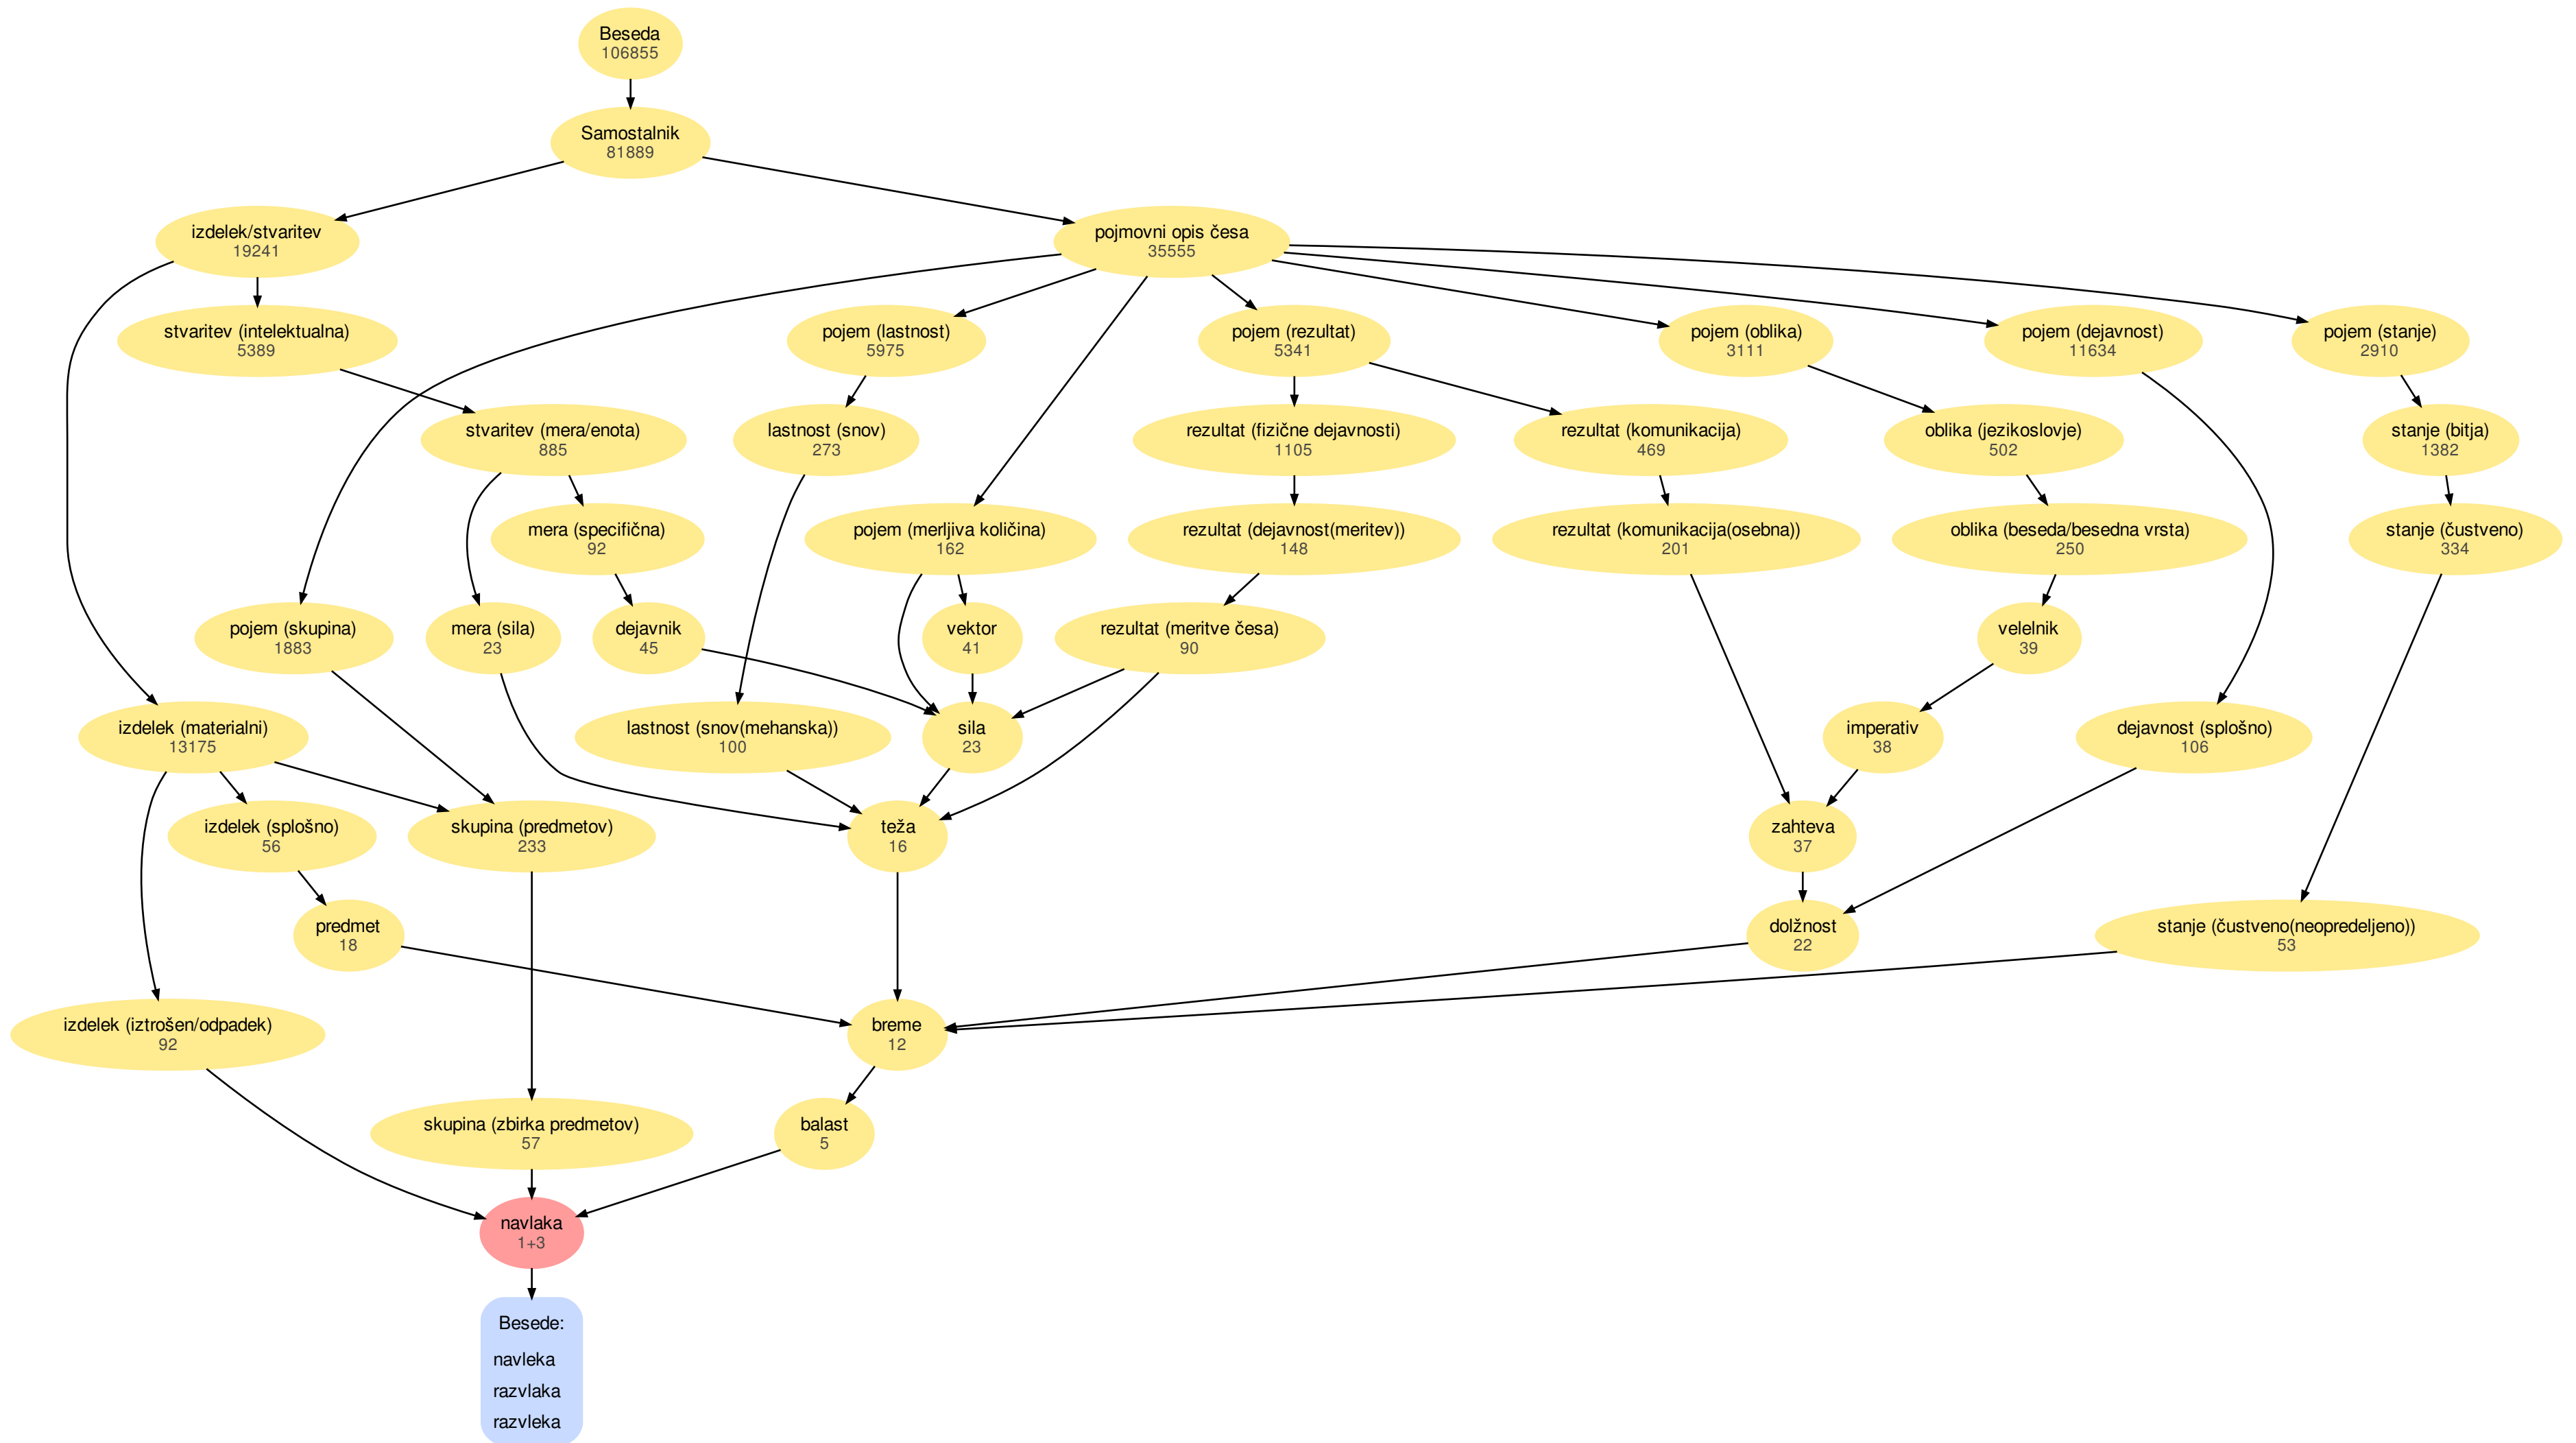 Beseda
106855
Samostalnik
81889
izdelek/stvaritev
19241
pojmovni opis česa
35555
stvaritev (intelektualna)
5389
pojem (lastnost)
5975
pojem (rezultat)
5341
pojem (oblika)
3111
pojem (dejavnost)
11634
pojem (stanje)
2910
stvaritev (mera/enota)
885
lastnost (snov)
273
rezultat (fizične dejavnosti)
1105
rezultat (komunikacija)
469
oblika (jezikoslovje)
502
stanje (bitja)
1382
mera (specifična)
92
pojem (merljiva količina)
162
rezultat (dejavnost(meritev))
148
rezultat (komunikacija(osebna))
201
oblika (beseda/besedna vrsta)
250
stanje (čustveno)
334
pojem (skupina)
1883
mera (sila)
23
dejavnik
45
vektor
41
rezultat (meritve česa)
90
velelnik
39
izdelek (materialni)
13175
lastnost (snov(mehanska))
100
sila
23
imperativ
38
dejavnost (splošno)
106
izdelek (splošno)
56
skupina (predmetov)
233
teža
16
zahteva
37
predmet
18
dolžnost
22
stanje (čustveno(neopredeljeno))
53
izdelek (iztrošen/odpadek)
92
breme
12
skupina (zbirka predmetov)
57
balast
5
navlaka
1+3
Besede:
navleka
razvlaka
razvleka